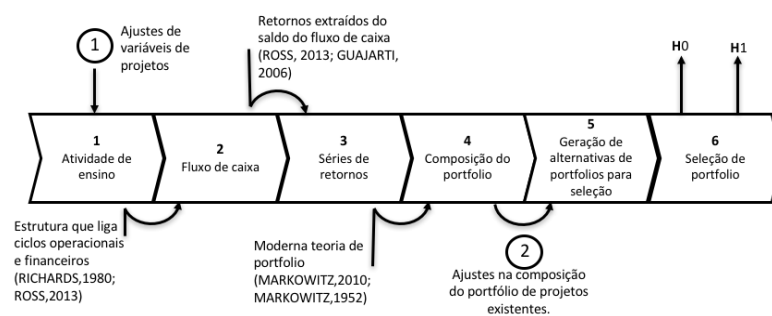 1
Ajustes de
variáveis de
projetos
Retornos extraídos do
saldo do fluxo de caixa
(ROSS, 2013; GUAJARTI,
2006)
H0
H1
1
Atividade de
ensino
2
Fluxo de caixa
3
Séries de
retornos
4
Composição do
portfolio
5
Geração de
alternativas de
portfolios para
seleção
6
Seleção de
portfolio
Estrutura que liga
ciclos operacionais
e financeiros
(RICHARDS,1980;
ROSS,2013)
Moderna teoria de
portfolio
(MARKOWITZ,2010;
MARKOWITZ,1952)
2
Ajustes na composição
do portfólio de projetos
existentes.